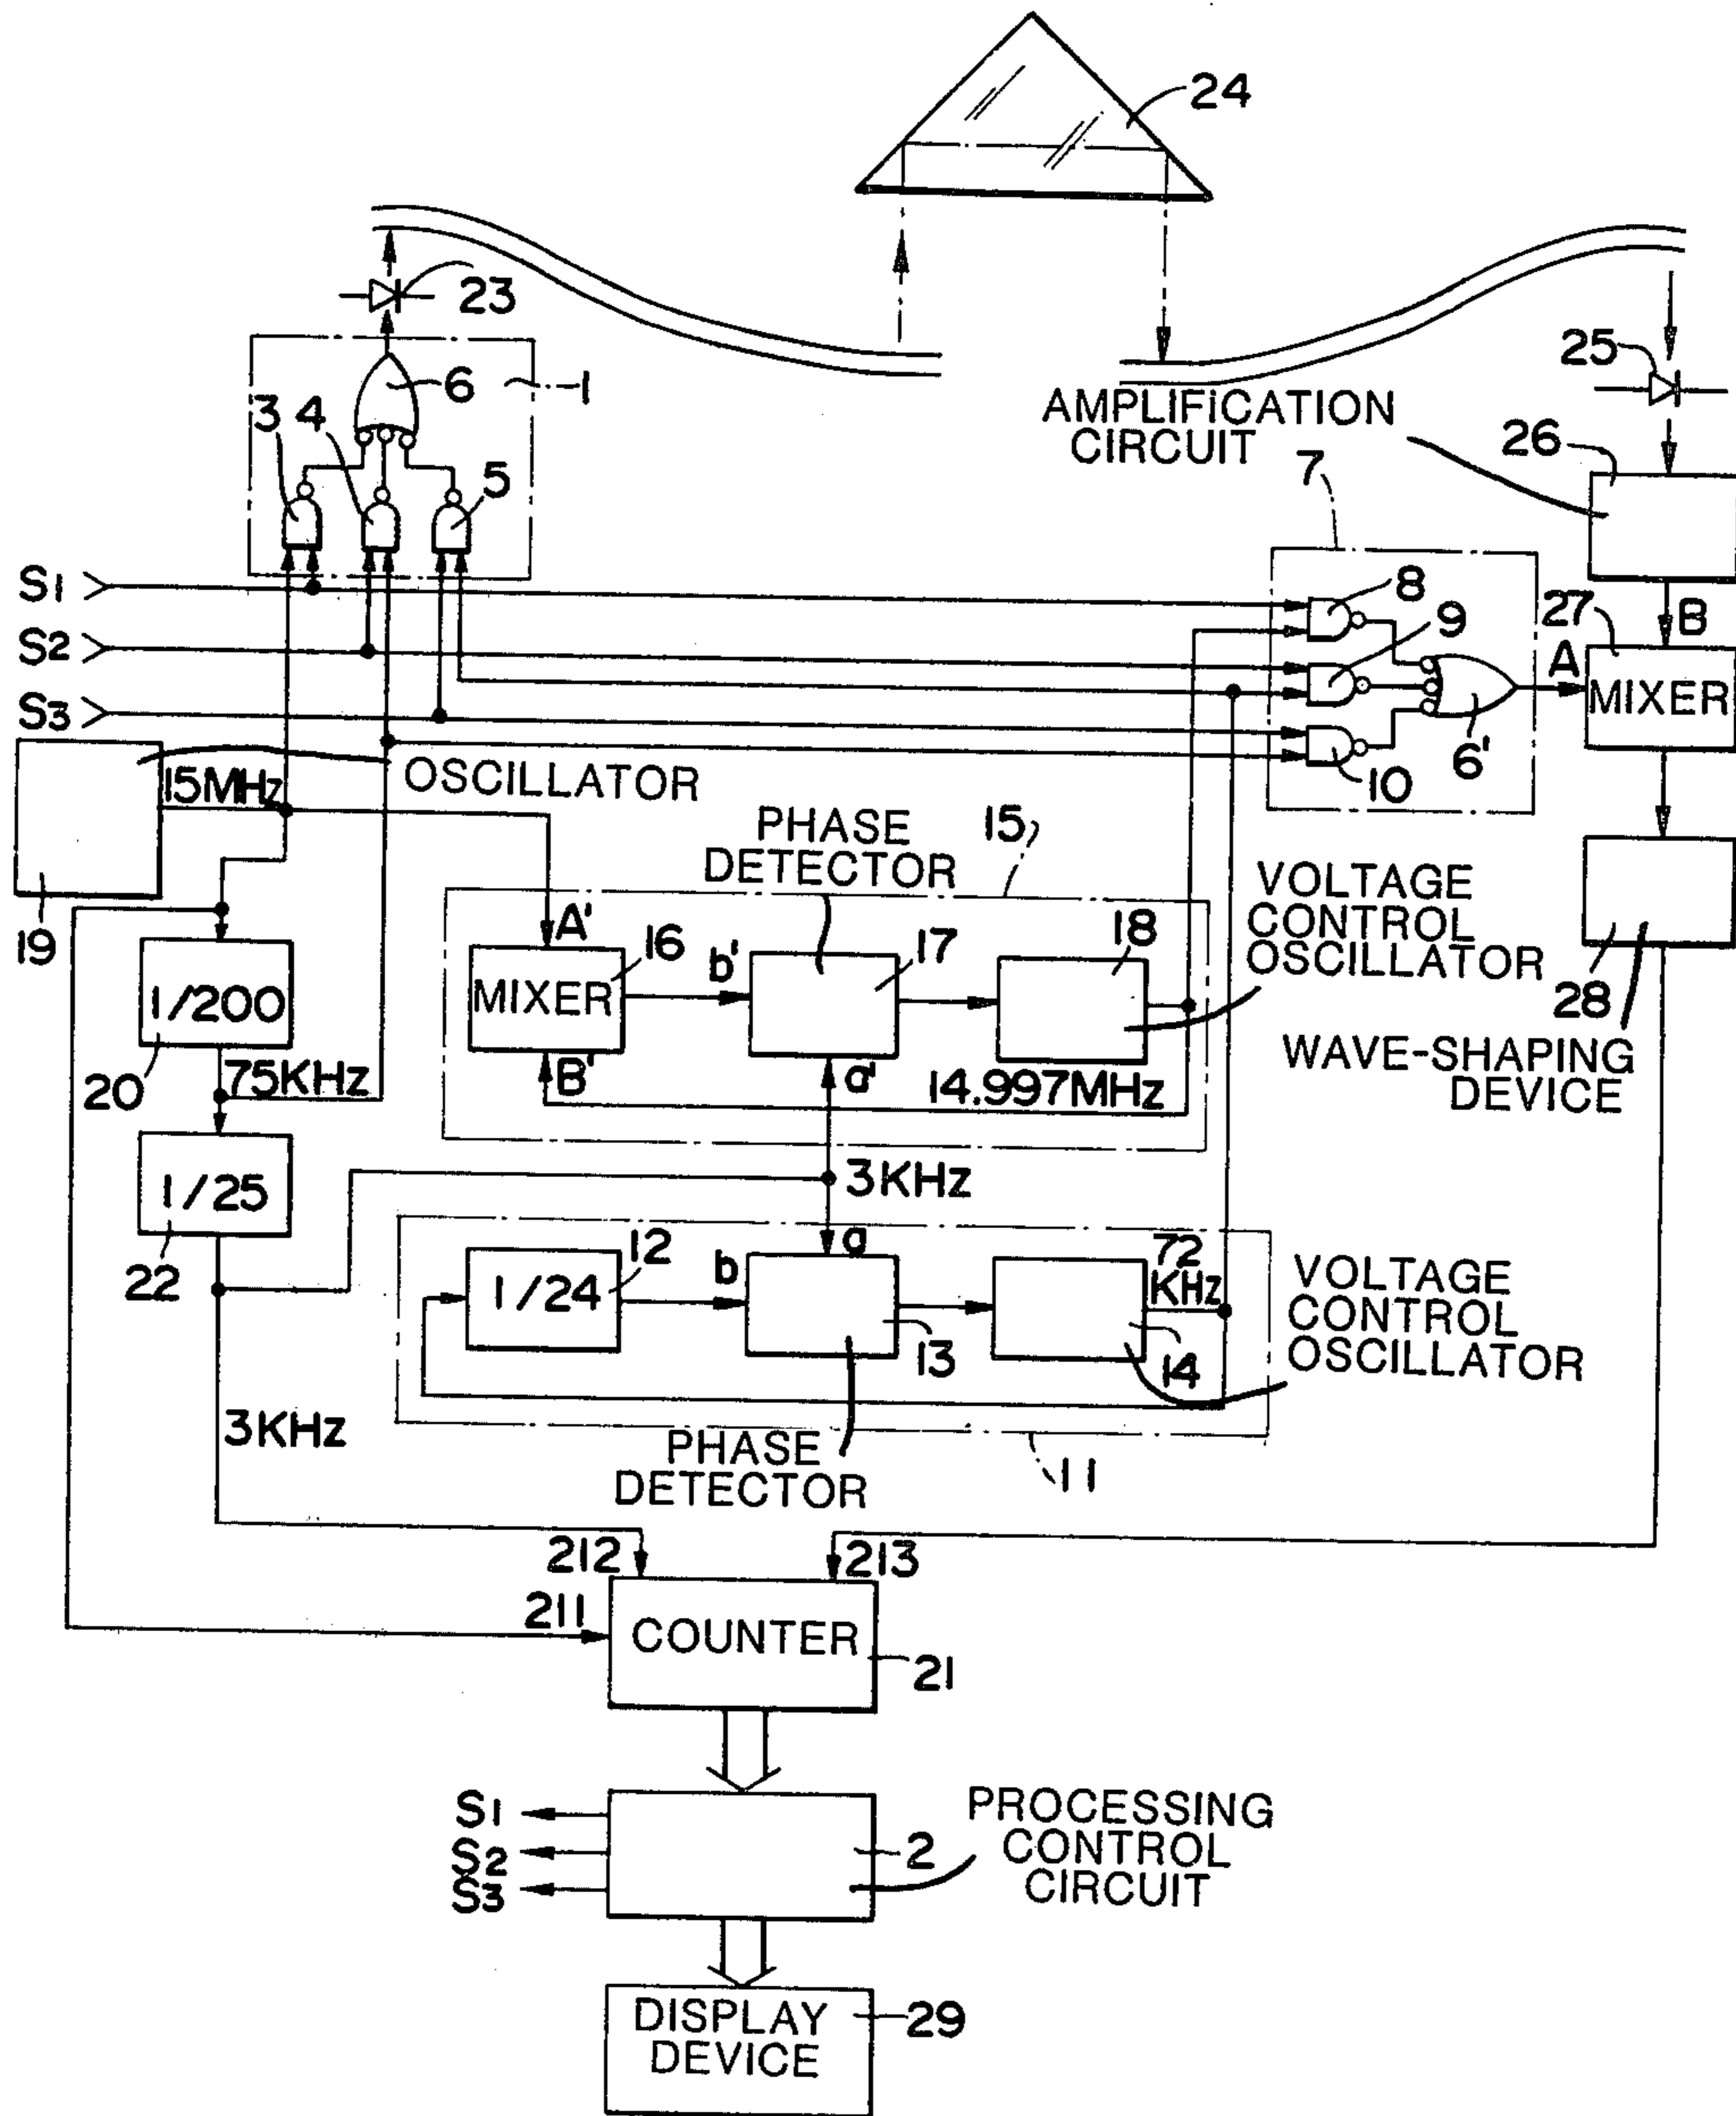 24
23
6
1
3
4
5
25
AMPLIFiCATION
CIRCUIT
26
7
S1
8
27
B
S2
9
A
MIXER
S3
10
6'
15MHz
OSCILLATOR
19
PHASE
DETECTOR
15
VOLTAGE
CONTROL
OSCILLATOR
A'
16
b'
17
18
MIXER
1/200
28
20
75KHz
B'
a'
14.997MHz
WAVE-SHAPING
DEVICE
1/25
22
3KHz
12
b
a
72
KHz
1/24
13
14
VOLTAGE
CONTROL
OSCILLATOR
3KHz
PHASE
DETECTOR
11
212
213
211
COUNTER
21
S1
S2
S3
2
PROCESSING
CONTROL
CIRCUIT
DISPLAY
DEVICE
29